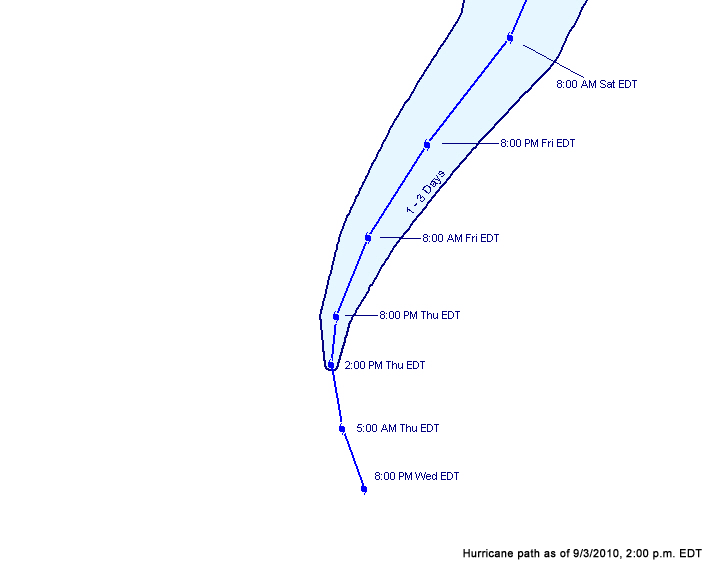 8:00 AM Sat EDT
8:00 PM Fri EDT
1 - 3 Days
8:00 AM Fri EDT
8:00 PM Thu EDT
2:00 PM Thu EDT
5:00 AM Thu EDT
8:00 PM Wed EDT
Hurricane path as of 9/3/2010, 2:00 p.m. EDT